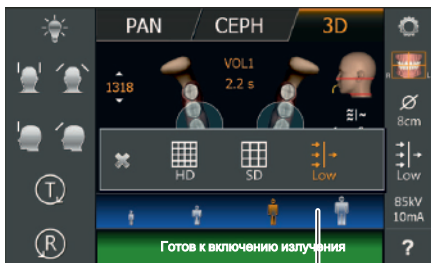 PAN CEPH 3D
VOL1
2.2 s
1318
R L
8cm
HD SD Low
Low
T
85kV
10mA
R
Готов к включению излучения
?